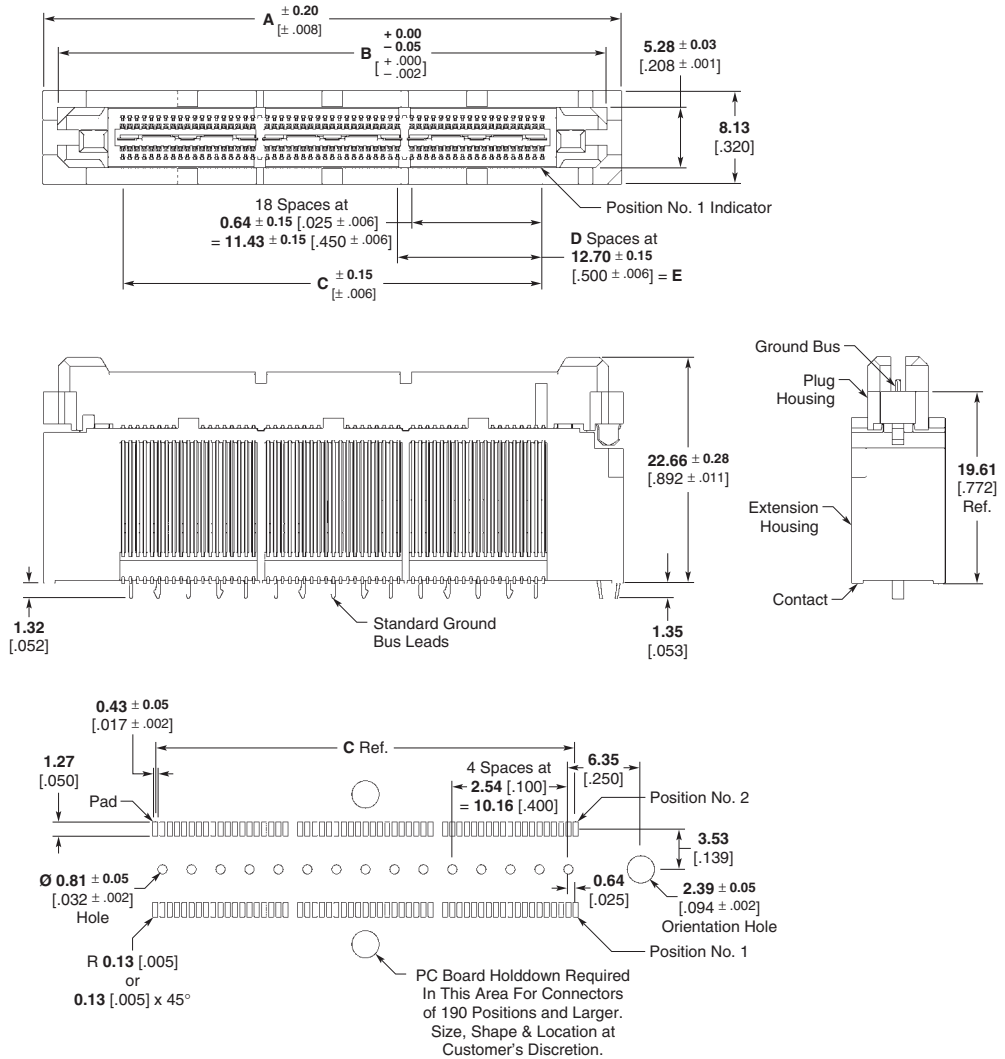 A ± 0.20
[± .008]
B + 0.00
− 0.05
[+ .000
− .002]
5.28 ± 0.03
[.208 ± .001]
8.13
[.320]
Position No. 1 Indicator
18 Spaces at
0.64 ± 0.15 [.025 ± .006]
= 11.43 ± 0.15 [.450 ± .006]
D Spaces at
12.70 ± 0.15
[.500 ± .006] = E
C ± 0.15
[± .006]
Ground Bus
Plug
Housing
22.66 ± 0.28
[.892 ± .011]
19.61
[.772]
Ref.
Extension
Housing
Contact
1.32
[.052]
Standard Ground
Bus Leads
1.35
[.053]
0.43 ± 0.05
[.017 ± .002]
C Ref.
1.27
[.050]
4 Spaces at
2.54 [.100]
= 10.16 [.400]
6.35
[.250]
Pad
Position No. 2
3.53
[.139]
Ø 0.81 ± 0.05
[.032 ± .002]
Hole
0.64
[.025]
2.39 ± 0.05
[.094 ± .002]
Orientation Hole
Position No. 1
R 0.13 [.005]
or
0.13 [.005] x 45°
PC Board Holddown Required
In This Area For Connectors
of 190 Positions and Larger.
Size, Shape & Location at
Customer's Discretion.